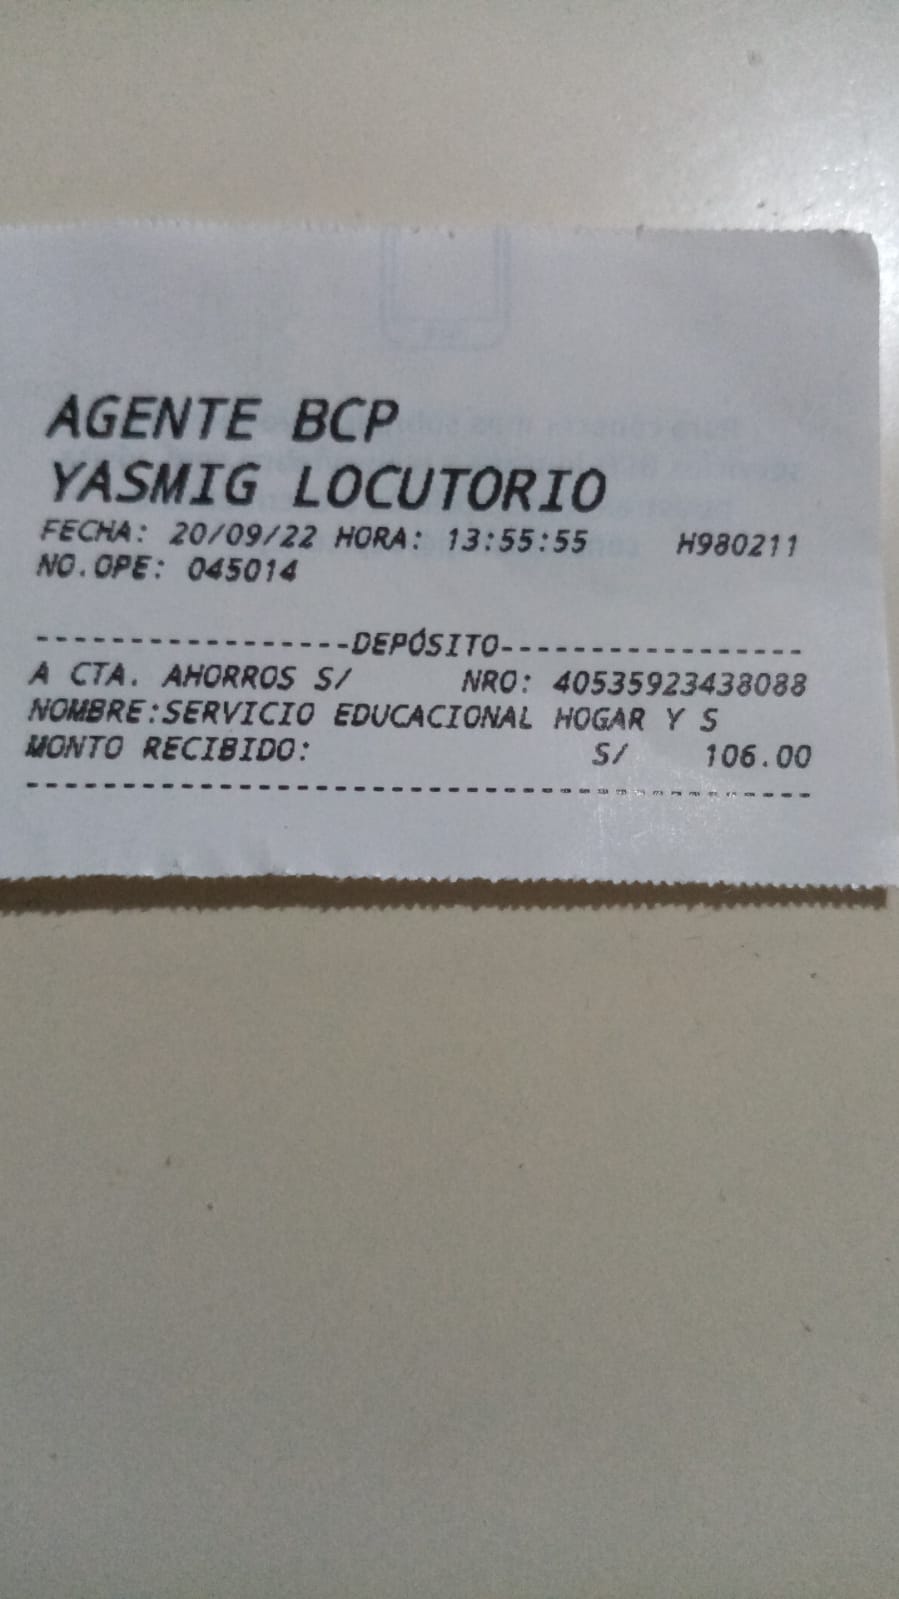 AGENTE BCP
YASMIG LOCUTORIO
FECHA: 20/09/22 HORA: 13:55:55 H980211
NO.OPE: 045014
------------------DEPÓSITO-----------------
A CTA. AHORROS S/ NRO: 40535923438088
NOMBRE:SERVICIO EDUCACIONAL HOGAR Y S
MONTO RECIBIDO: S/ 106.00